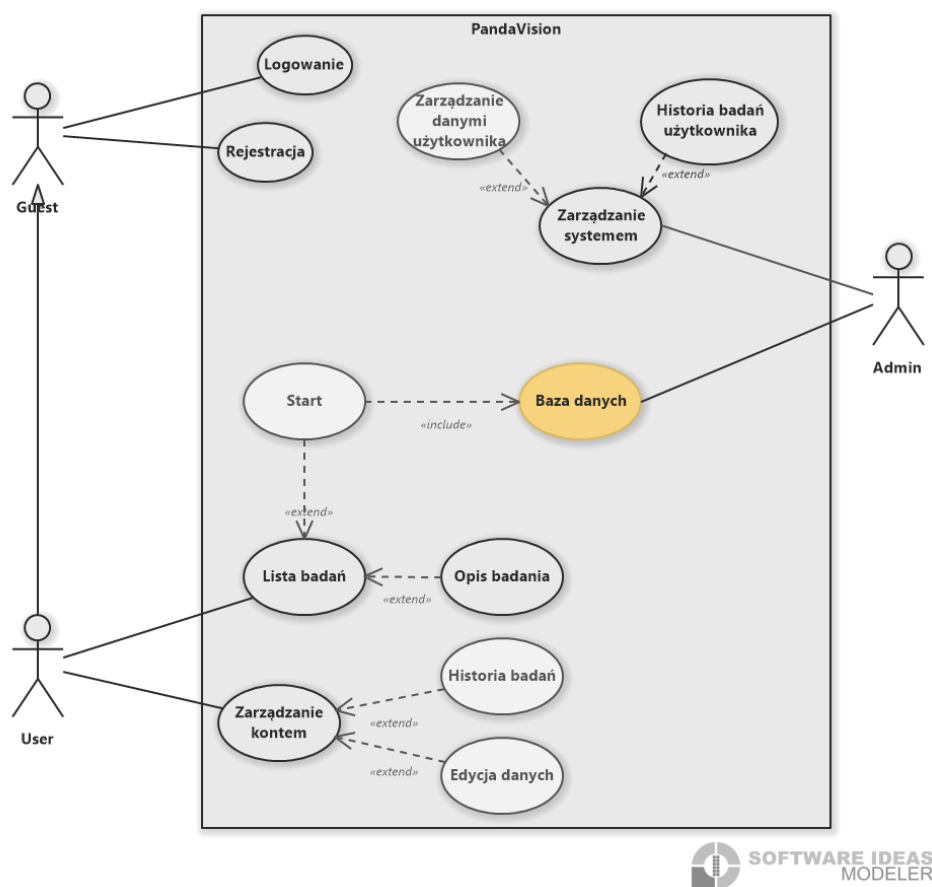 PandaVision
Logowanie
Zarządzanie
danymi
użytkownika
Historia badań
użytkownika
Rejestracja
«extend»
«extend»
Guest
Zarządzanie
systemem
Admin
Start
Baza danych
«include»
«extend»
Lista badań
Opis badania
«extend»
Historia badań
Zarządzanie
kontem
«extend»
User
«extend»
Edycja danych
SOFTWARE IDEAS
MODELER